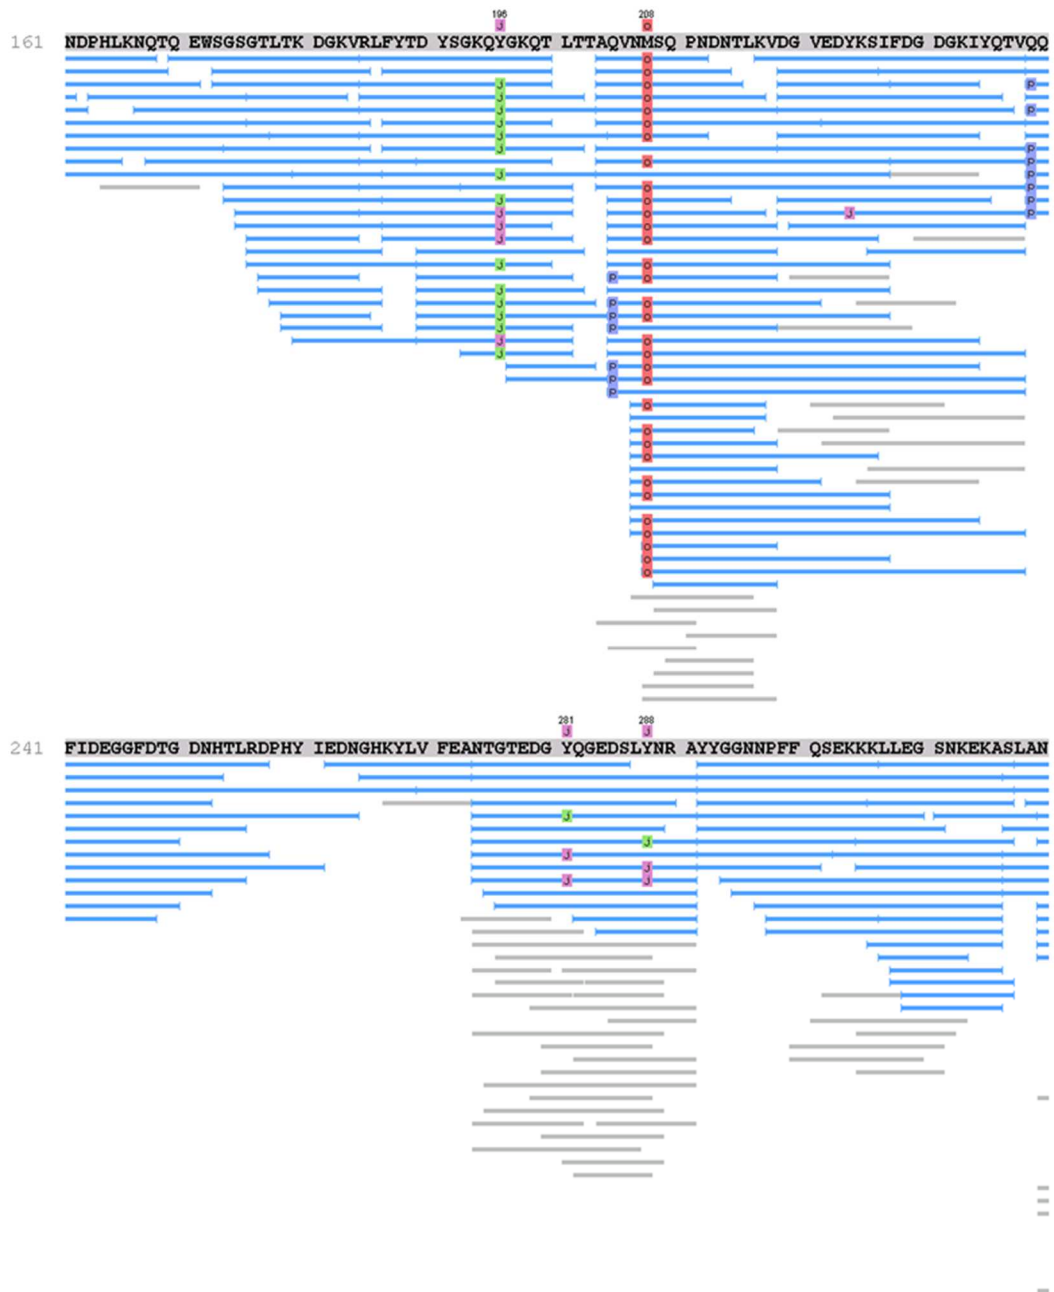 196 208
J o
161 NDPHLKNQTQ EWSGSGTLTK DGKVRLFYTD YSGKQYGKQT LTTAQVNMSQ PNDNTLKVDG VEDYKSIFDG DGKIYQTVQQ
o
o
J o P
J o
J o P
J o
J o
J P
o P
J P
o P
J o P
J o J P
J o
J o
J o
P o
J
J P o
J o
J P
J o
J o
P o
P o
P
o
o
o
o
o
o
o
o
o
o
o
281 288
J J
241 FIDEGGFDTG DNHTLRDPHY IEDNGHKYLV FEANTGTEDG YQGEDSLYNR AYYGGNNPFF QSEKKKLLEG SNKEKASLAN
J
J
J
J
J J